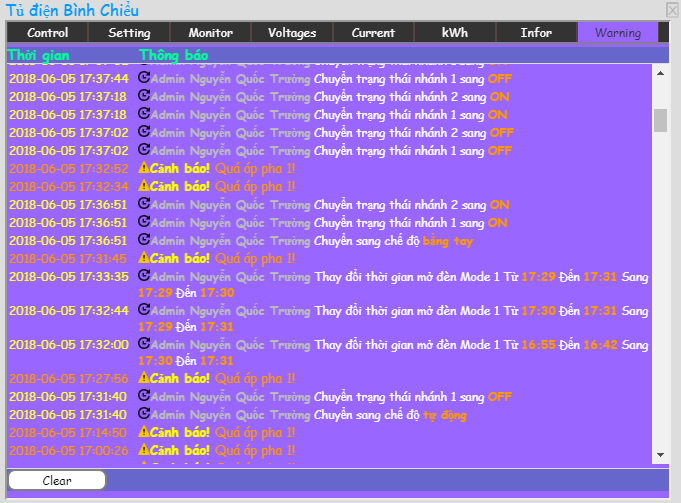 Tủ điện Bình Chiểu
Control Setting Monitor Voltages Current kWh Infor Warning
Thời gian Thông báo
2018-06-05 17:37:44 Admin Nguyễn Quốc Trường Chuyển trạng thái nhánh 1 sang OFF
2018-06-05 17:37:18 Admin Nguyễn Quốc Trường Chuyển trạng thái nhánh 2 sang ON
2018-06-05 17:37:18 Admin Nguyễn Quốc Trường Chuyển trạng thái nhánh 1 sang ON
2018-06-05 17:37:02 Admin Nguyễn Quốc Trường Chuyển trạng thái nhánh 2 sang OFF
2018-06-05 17:37:02 Admin Nguyễn Quốc Trường Chuyển trạng thái nhánh 1 sang OFF
2018-06-05 17:32:52 Cảnh báo! Quá áp pha 1!
2018-06-05 17:32:34 Cảnh báo! Quá áp pha 1!
2018-06-05 17:36:51 Admin Nguyễn Quốc Trường Chuyển trạng thái nhánh 2 sang ON
2018-06-05 17:36:51 Admin Nguyễn Quốc Trường Chuyển trạng thái nhánh 1 sang ON
2018-06-05 17:36:51 Admin Nguyễn Quốc Trường Chuyển sang chế độ bằng tay
2018-06-05 17:31:45 Cảnh báo! Quá áp pha 1!
2018-06-05 17:33:35 Admin Nguyễn Quốc Trường Thay đổi thời gian mở đèn Mode 1 Từ 17:29 Đến 17:31 Sang
17:29 Đến 17:30
2018-06-05 17:32:44 Admin Nguyễn Quốc Trường Thay đổi thời gian mở đèn Mode 1 Từ 17:30 Đến 17:31 Sang
17:29 Đến 17:31
2018-06-05 17:32:00 Admin Nguyễn Quốc Trường Thay đổi thời gian mở đèn Mode 1 Từ 16:55 Đến 16:42 Sang
17:30 Đến 17:31
2018-06-05 17:27:56 Cảnh báo! Quá áp pha 1!
2018-06-05 17:31:40 Admin Nguyễn Quốc Trường Chuyển trạng thái nhánh 1 sang OFF
2018-06-05 17:31:40 Admin Nguyễn Quốc Trường Chuyển sang chế độ tự động
2018-06-05 17:14:50 Cảnh báo! Quá áp pha 1!
2018-06-05 17:00:26 Cảnh báo! Quá áp pha 1!
Clear